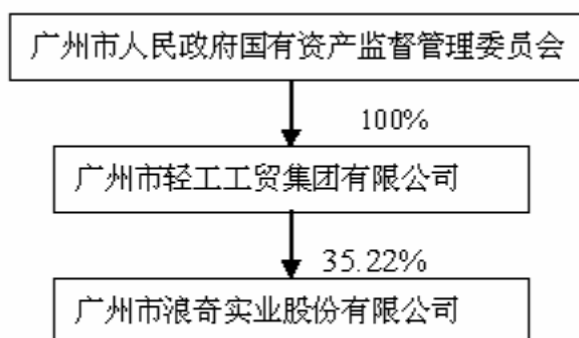 广州市人民政府国有资产监督管理委员会
100%
广州市轻工工贸集团有限公司
35.22%
广州市浪奇实业股份有限公司